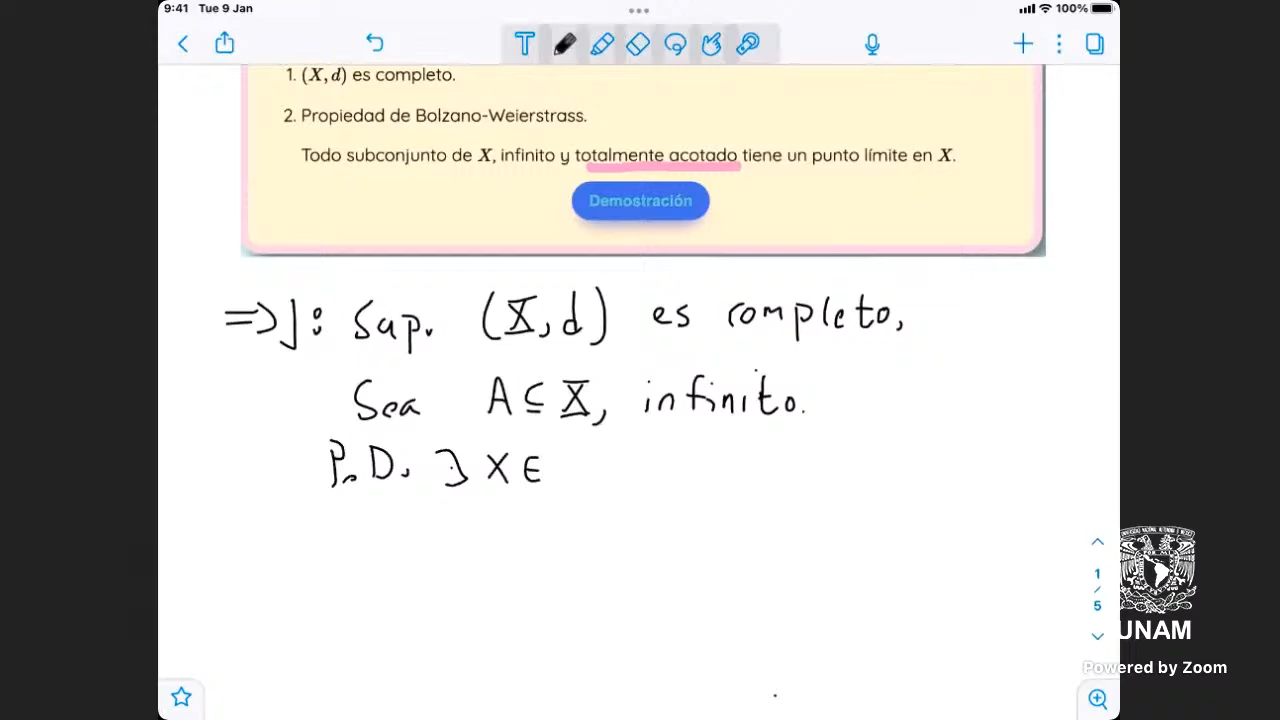 9:41 Tue 9 Jan 100%
1. (X, d) es completo.
2. Propiedad de Bolzano-Weierstrass.
Todo subconjunto de X, infinito y totalmente acotado tiene un punto límite en X.
Demostración
=>]: Sup. (X, d) es completo,
Sea A ⊆ X, infinito.
P.D. ∃ x ∈
1
/
5
UNAM
Powered by Zoom